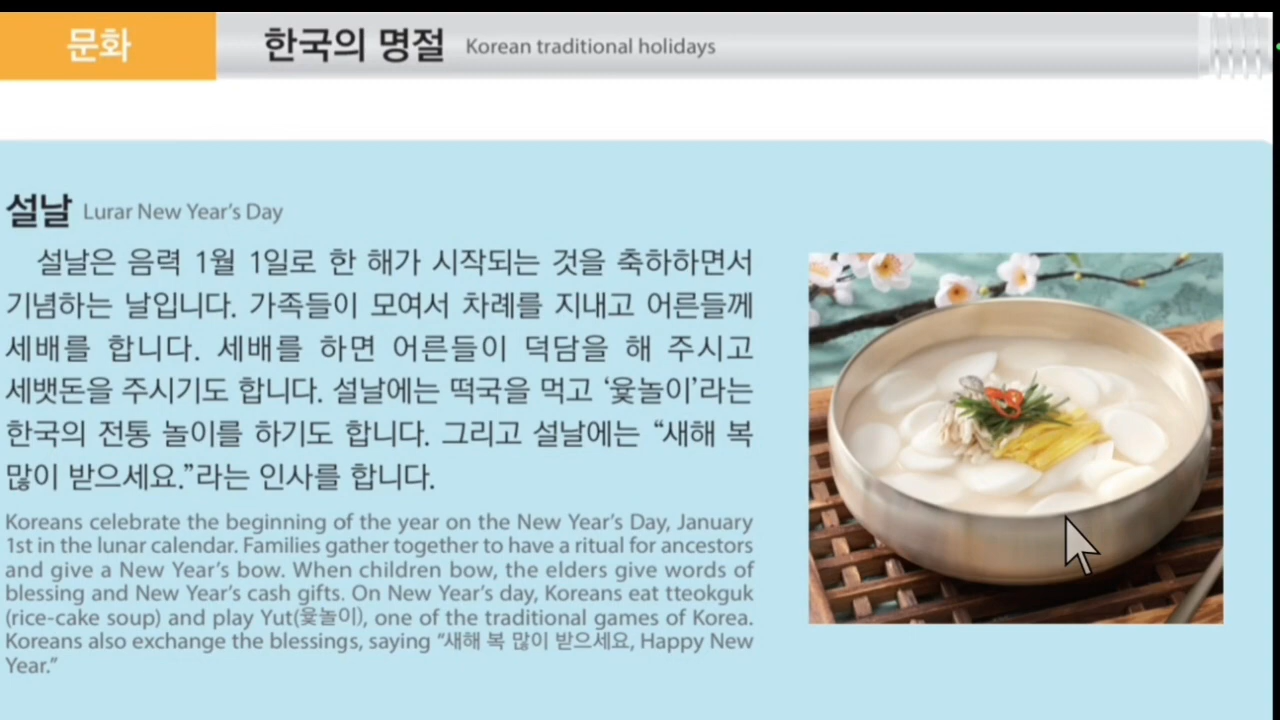 문화
한국의 명절 Korean traditional holidays
설날 Lurar New Year's Day
설날은 음력 1월 1일로 한 해가 시작되는 것을 축하하면서
기념하는 날입니다. 가족들이 모여서 차례를 지내고 어른들께
세배를 합니다. 세배를 하면 어른들이 덕담을 해 주시고
세뱃돈을 주시기도 합니다. 설날에는 떡국을 먹고 ‘윷놀이’라는
한국의 전통 놀이를 하기도 합니다. 그리고 설날에는 “새해 복
많이 받으세요.”라는 인사를 합니다.
Koreans celebrate the beginning of the year on the New Year's Day, January
1st in the lunar calendar. Families gather together to have a ritual for ancestors
and give a New Year's bow. When children bow, the elders give words of
blessing and New Year's cash gifts. On New Year's day, Koreans eat tteokguk
(rice-cake soup) and play Yut(윷놀이), one of the traditional games of Korea.
Koreans also exchange the blessings, saying “새해 복 많이 받으세요, Happy New
Year.”